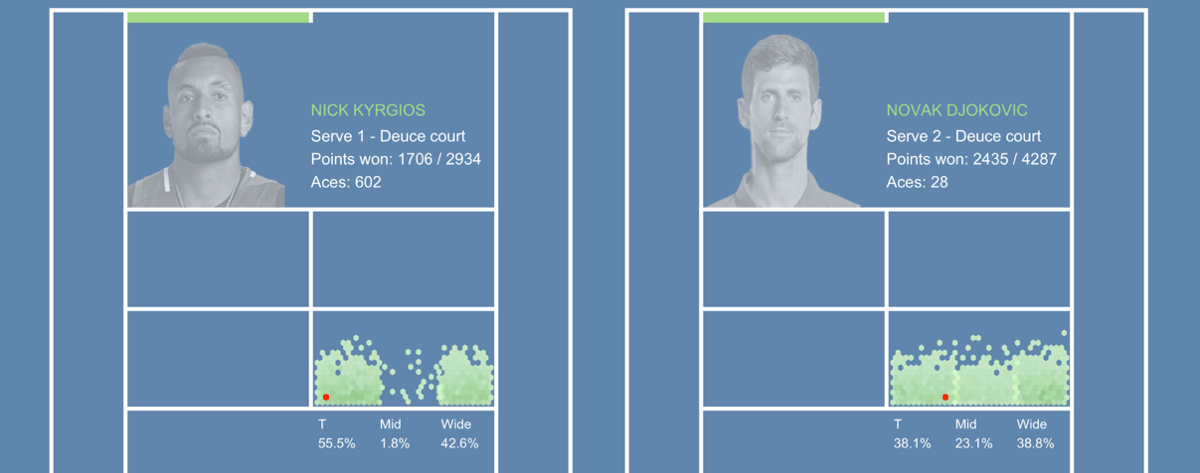 NICK KYRGIOS
Serve 1 - Deuce court
Points won: 1706 / 2934
Aces: 602
T Mid Wide
55.5% 1.8% 42.6%
NOVAK DJOKOVIC
Serve 2 - Deuce court
Points won: 2435 / 4287
Aces: 28
T Mid Wide
38.1% 23.1% 38.8%